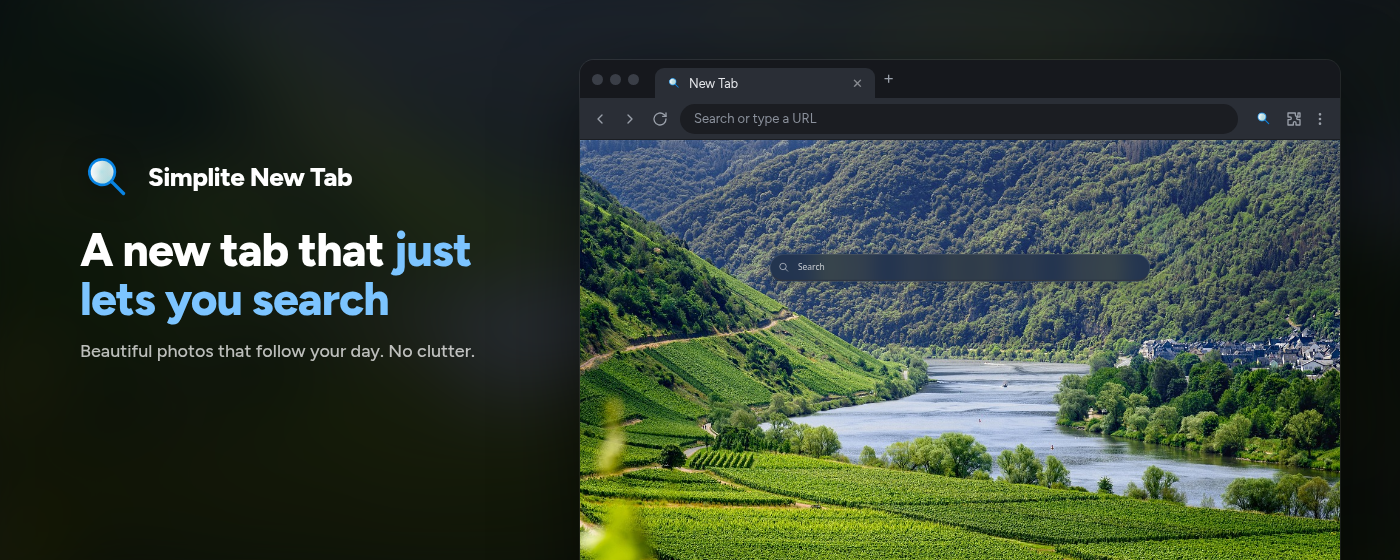 Simplite New Tab
A new tab that just
lets you search
Beautiful photos that follow your day. No clutter.
New Tab
Search or type a URL
Search